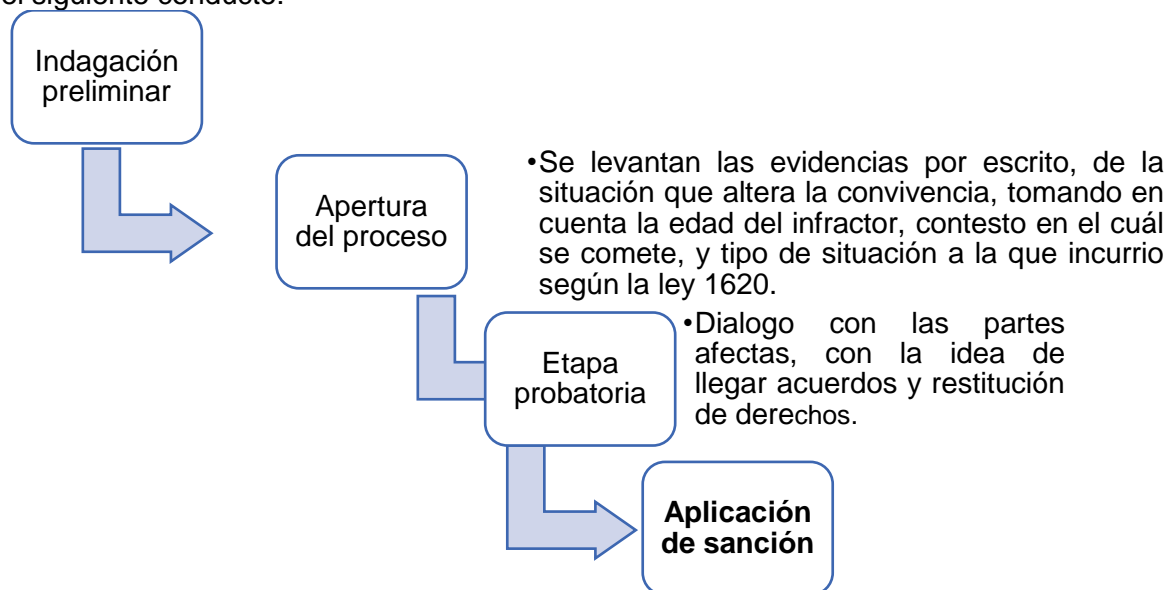 el siguiente conducto:
Indagación
preliminar
Apertura
del proceso
•Se levantan las evidencias por escrito, de la
situación que altera la convivencia, tomando en
cuenta la edad del infractor, contesto en el cuál
se comete, y tipo de situación a la que incurrio
según la ley 1620.
Etapa
probatoria
•Dialogo con las partes
afectas, con la idea de
llegar acuerdos y restitución
de derechos.
Aplicación
de sanción